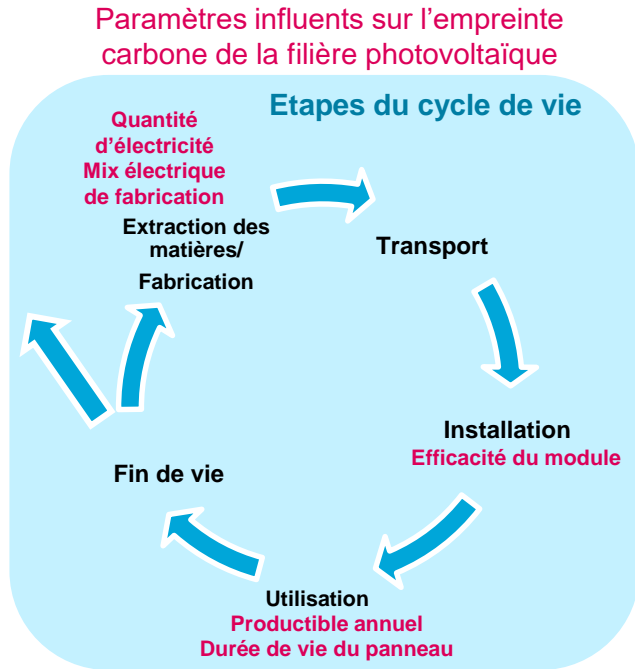 Paramètres influents sur l'empreinte
carbone de la filière photovoltaïque
Etapes du cycle de vie
Quantité
d'électricité
Mix électrique
de fabrication
Extraction des
matières/
Fabrication
Transport
Installation
Efficacité du module
Utilisation
Productible annuel
Durée de vie du panneau
Fin de vie